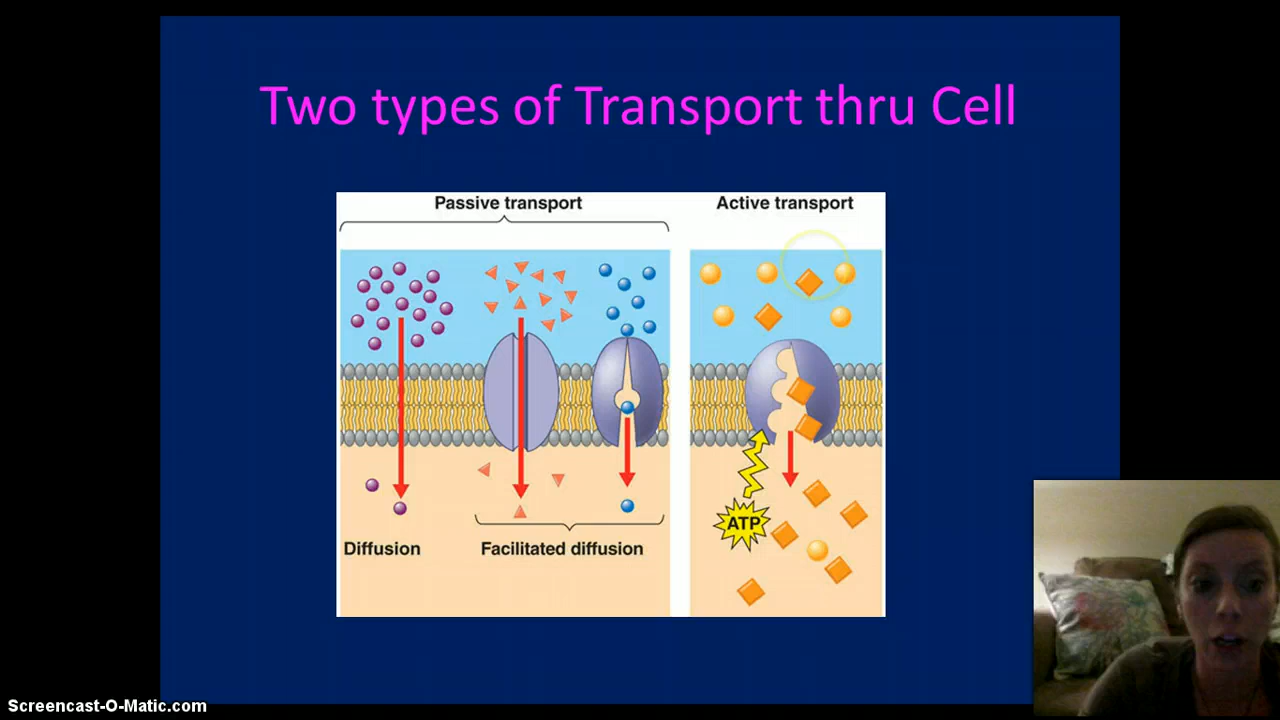 Two types of Transport thru Cell
Passive transport
Active transport
ATP
Diffusion
Facilitated diffusion
Screencast-O-Matic.com